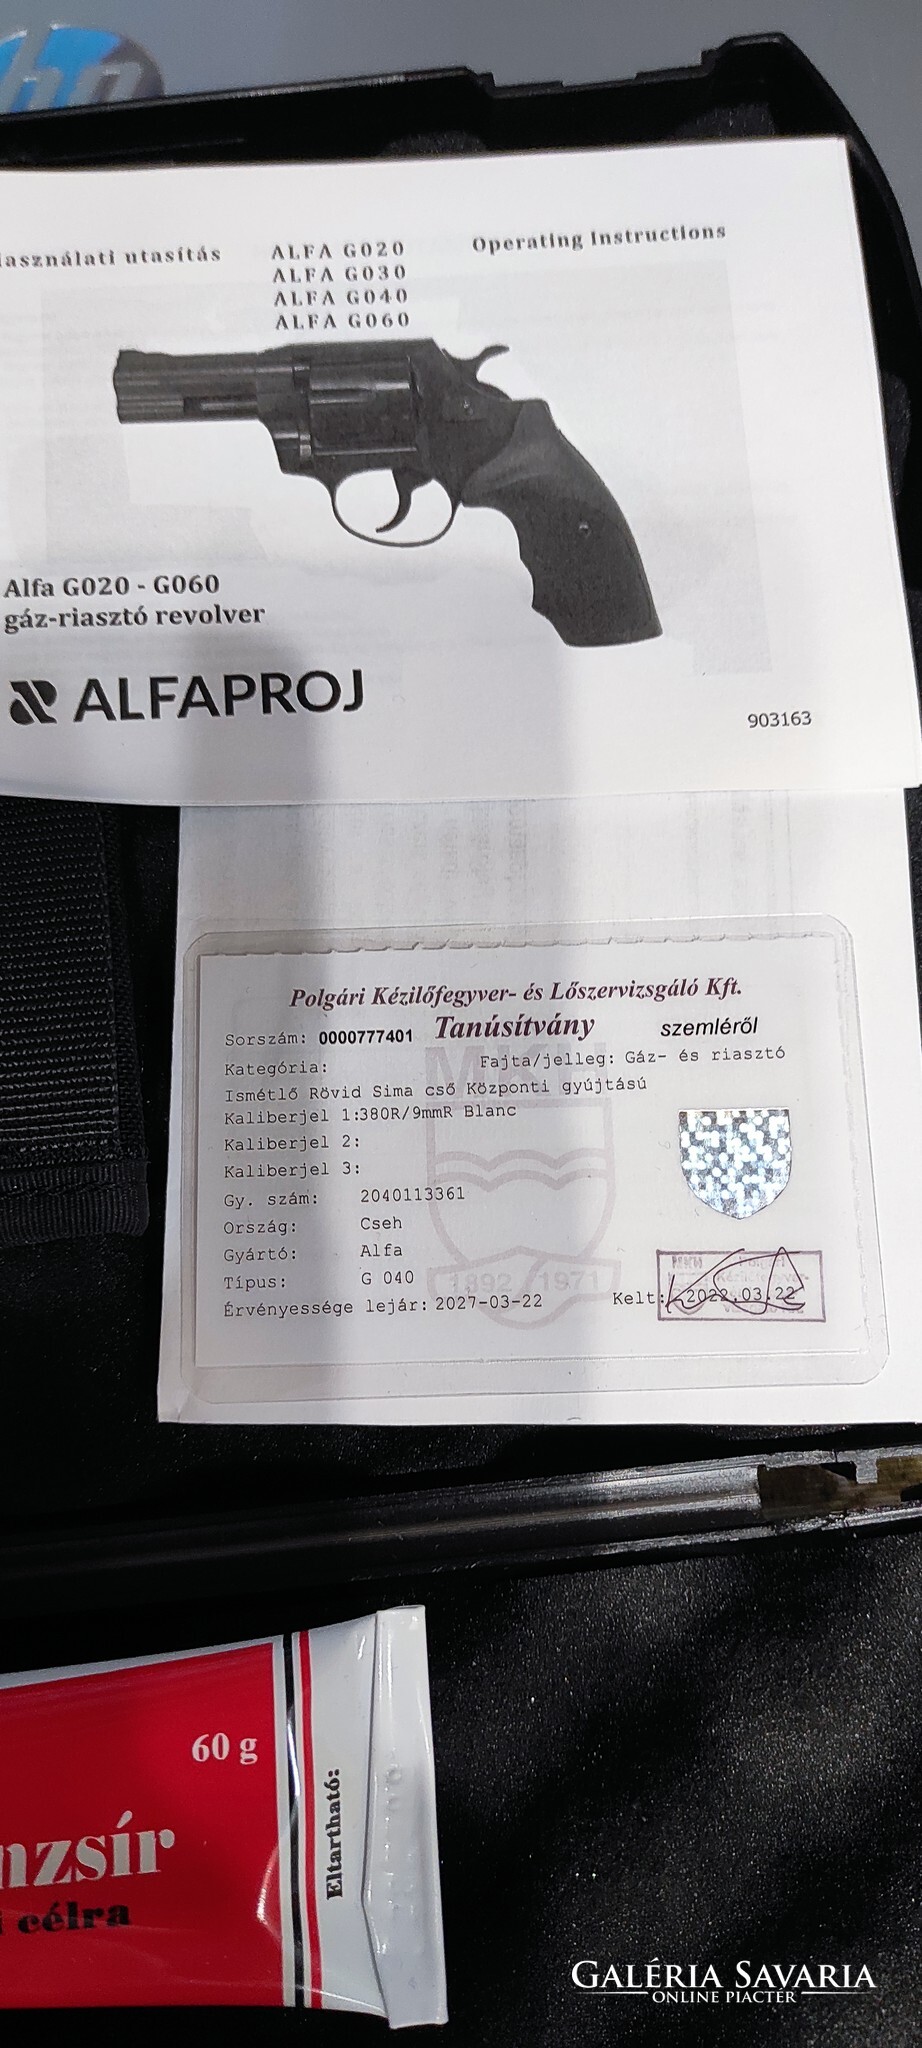 hp
használati utasítás
ALFA G020
Operating Instructions
ALFA G030
ALFA G040
ALFA G060
Alfa G020 - G060
gáz-riasztó revolver
ALFAPROJ
903163
Polgári Kézilőfegyver- és Lőszervizsgáló Kft.
Sorszám: 0000777401 Tanúsítvány szemléről
Kategória: Fajta/jelleg: Gáz- és riasztó
Ismétlő Rövid Sima cső Központi gyújtású
Kaliberjel 1:380R/9mmR Blanc
Kaliberjel 2:
Kaliberjel 3:
Gy. szám: 2040113361
Ország: Cseh
Gyártó: Alfa
Típus: G 040
1892 1971
Érvényessége lejár: 2027-03-22 Kelt: 2022.03.22
60 g
Eltartható:
nzsír
i célra
GALÉRIA SAVARIA
ONLINE PIACTÉR